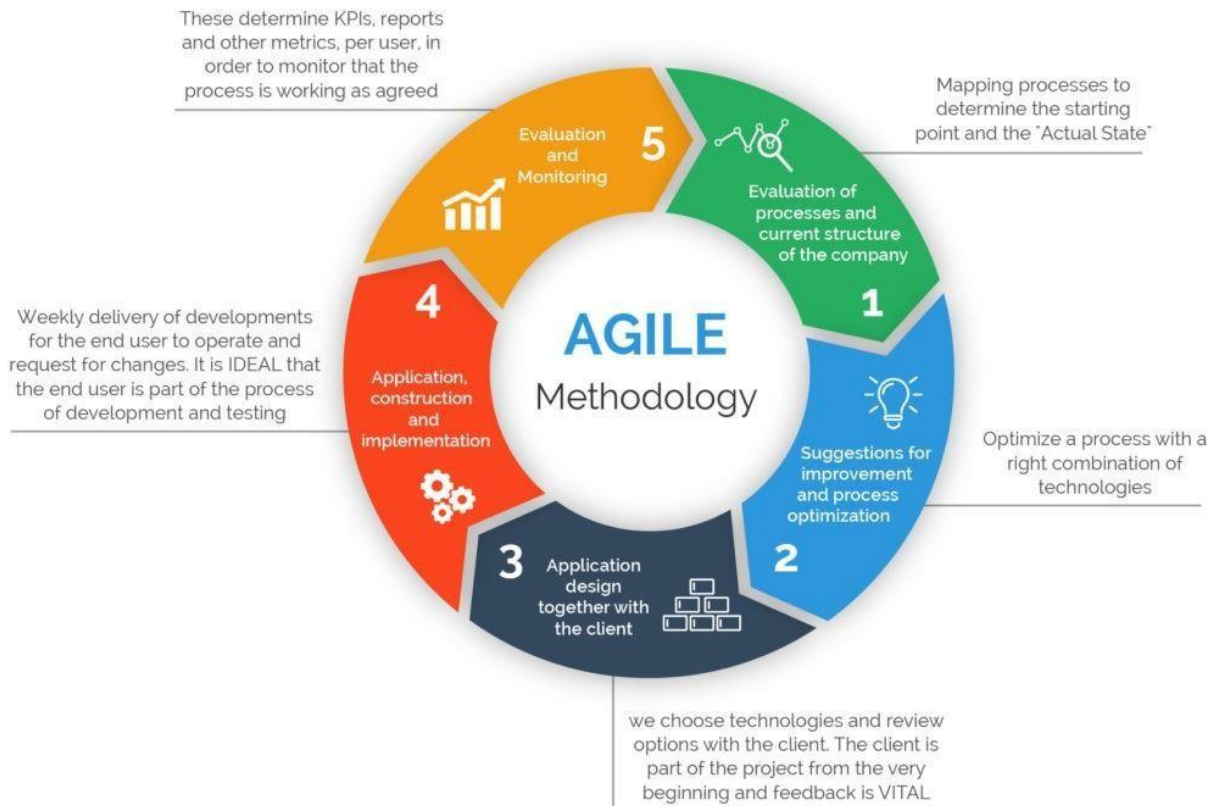 These determine KPIs, reports
and other metrics, per user, in
order to monitor that the
process is working as agreed
Mapping processes to
determine the starting
point and the "Actual State"
Evaluation
and
Monitoring
5
Evaluation of
processes and
current structure
of the company
1
4
Weekly delivery of developments
for the end user to operate and
request for changes. It is IDEAL that
the end user is part of the process
of development and testing
Application,
construction
and
implementation
AGILE
Methodology
Suggestions for
improvement
and process
optimization
2
Optimize a process with a
right combination of
technologies
3
Application
design
together with
the client
we choose technologies and review
options with the client. The client is
part of the project from the very
beginning and feedback is VITAL